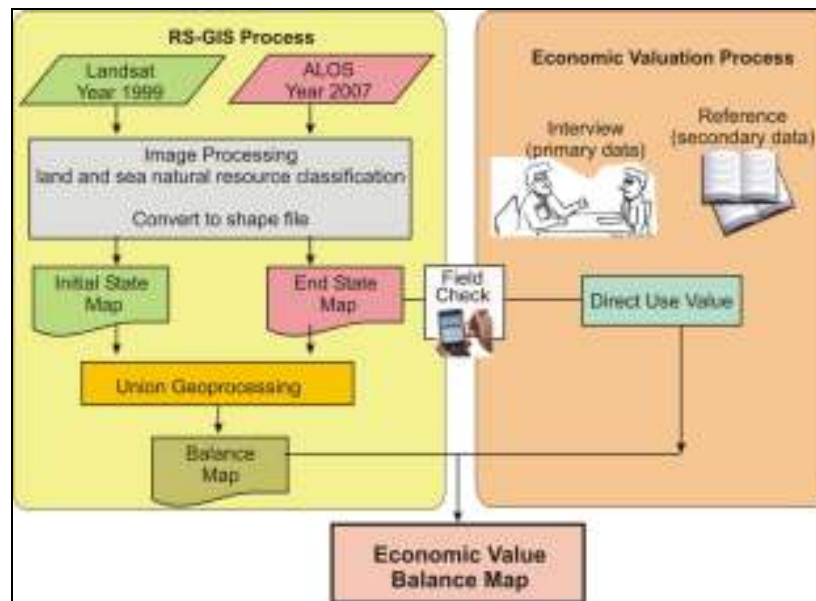 RS-GIS Process
Landsat
Year 1999
ALOS
Year 2007
Image Processing
land and sea natural resource classification
Convert to shape file
Initial State
Map
End State
Map
Field
Check
Union Geoprocessing
Balance
Map
Economic Valuation Process
Interview
(primary data)
Reference
(secondary data)
Direct Use Value
Economic Value
Balance Map